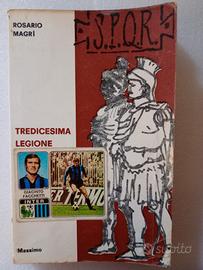 ROSARIO
MAGRÌ
S.P.Q.R.
TREDICESIMA
LEGIONE
GIACINTO
FACCHETTI
INTER
Massimo
subito